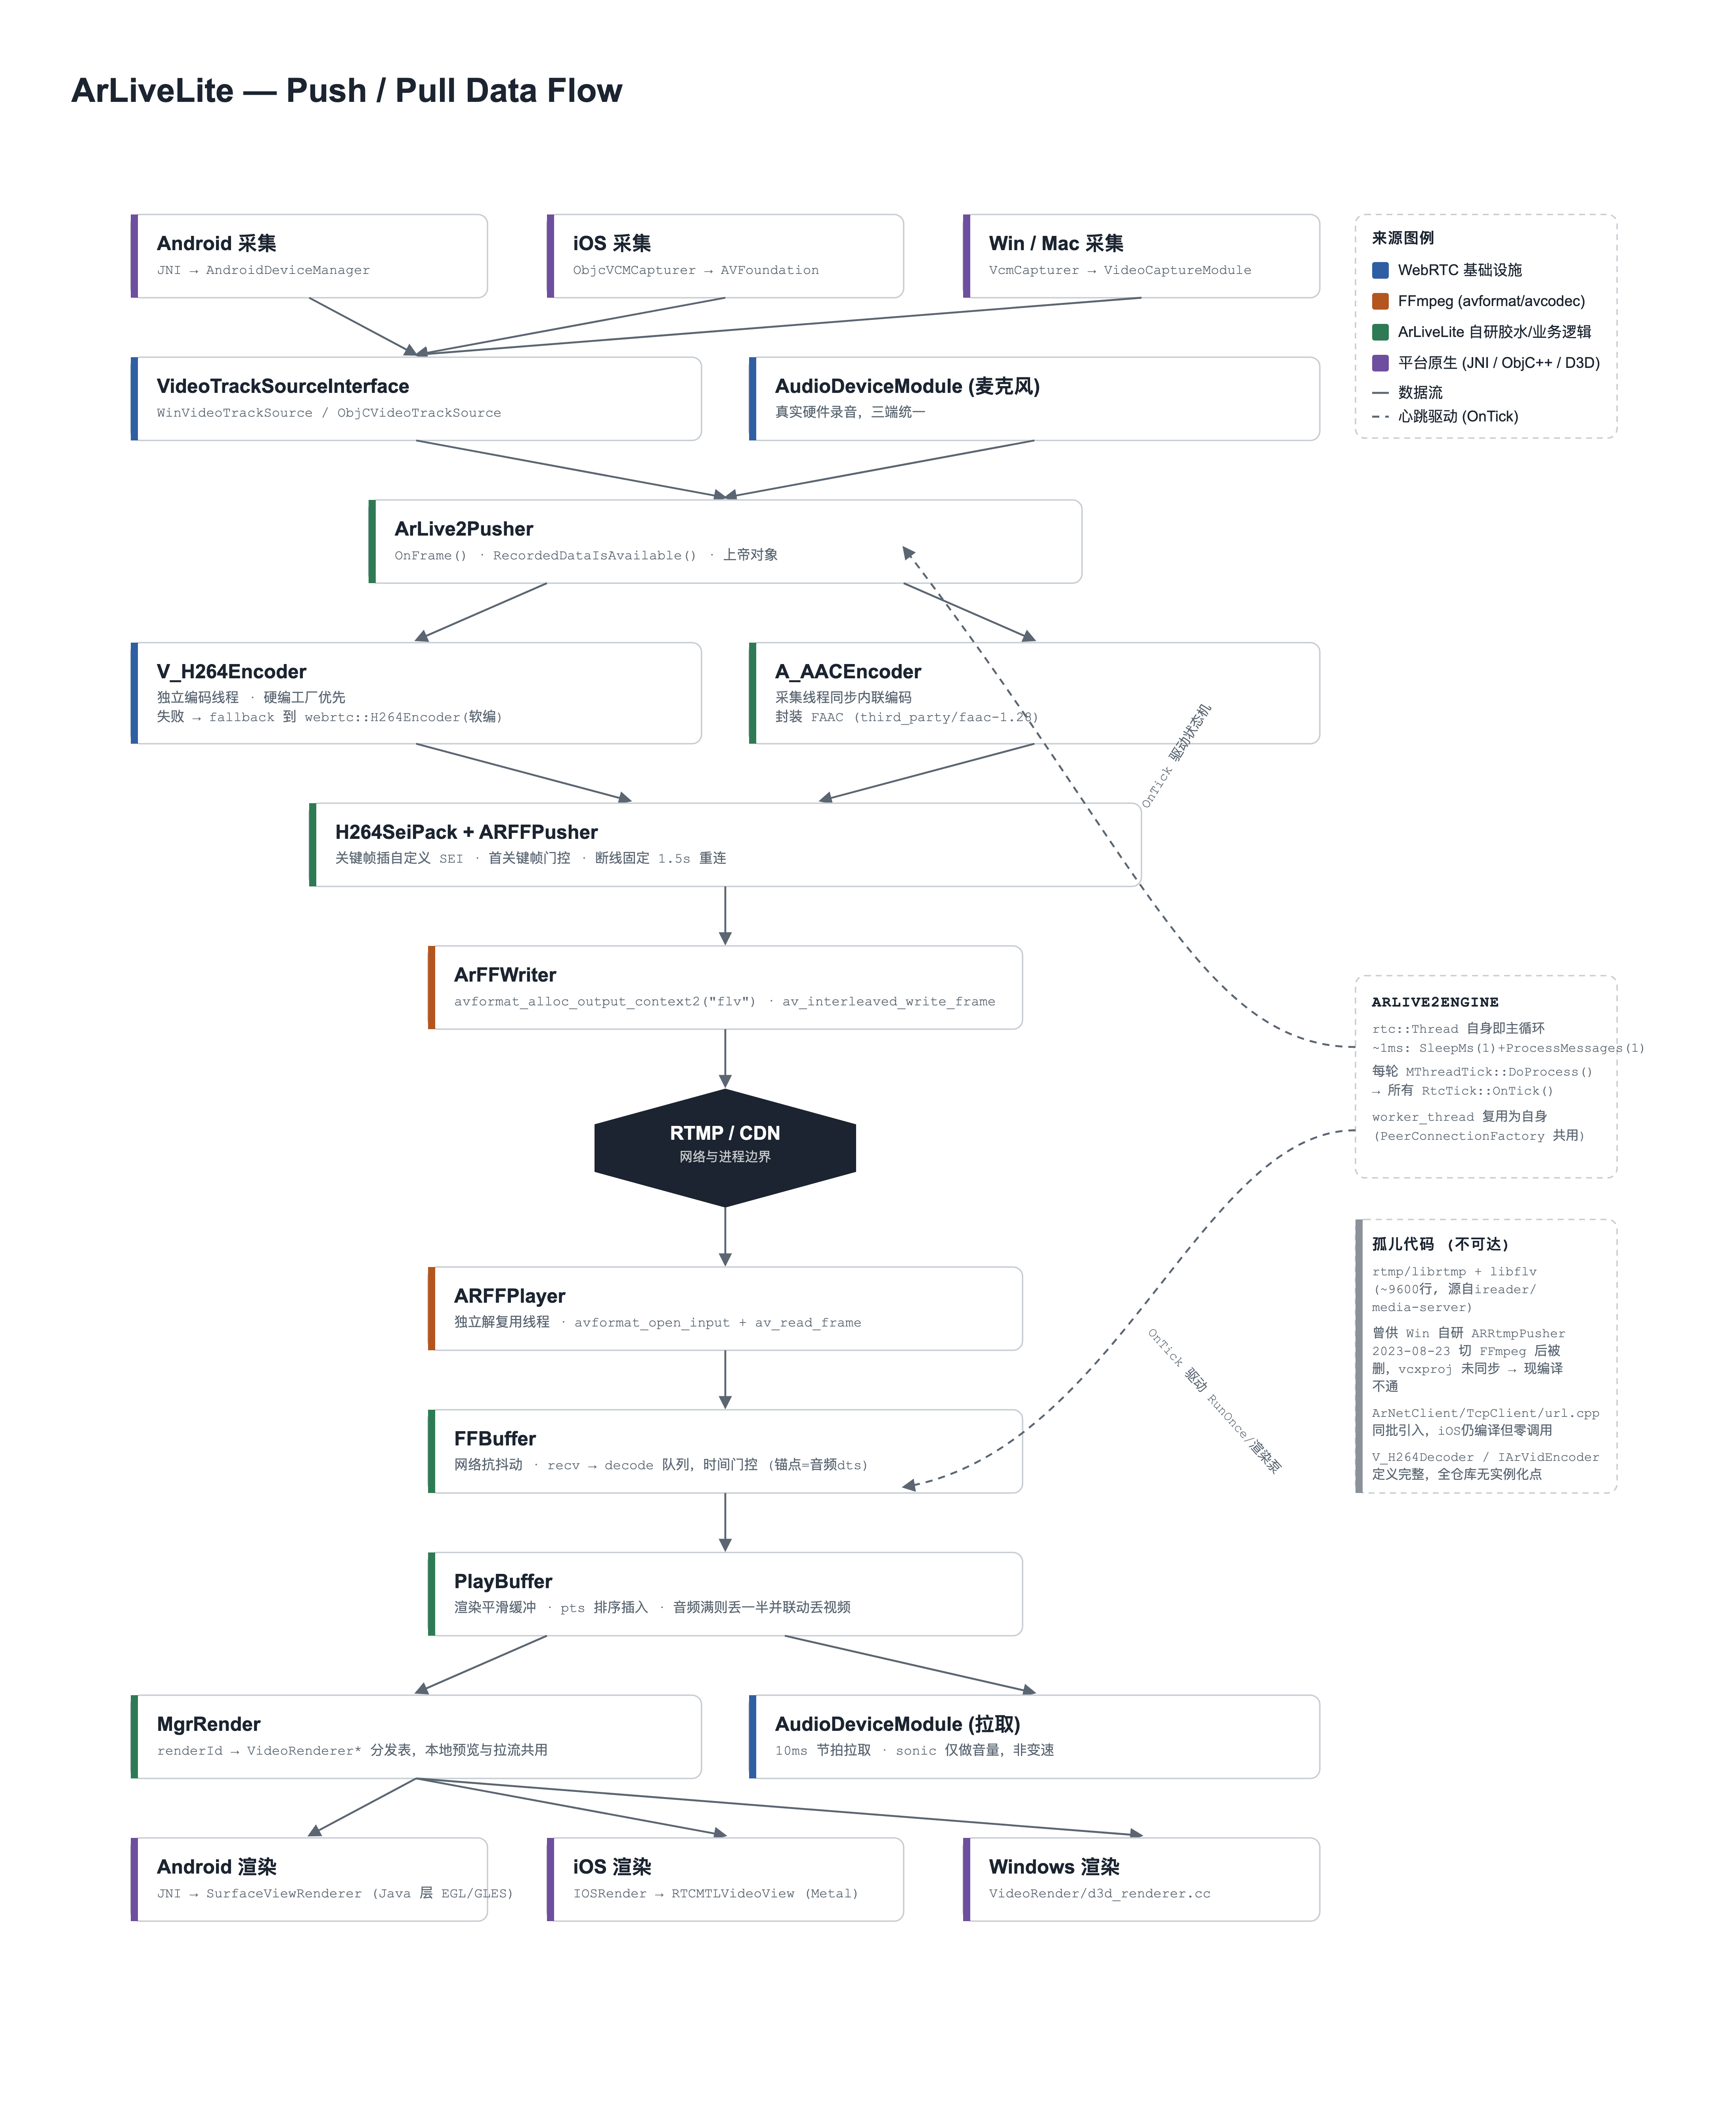 ArLiveLite — Push / Pull Data Flow
Android 采集
JNI → AndroidDeviceManager
iOS 采集
ObjcVCMCapturer → AVFoundation
Win / Mac 采集
VcmCapturer → VideoCaptureModule
来源图例
WebRTC 基础设施
FFmpeg (avformat/avcodec)
ArLiveLite 自研胶水/业务逻辑
平台原生 (JNI / ObjC++ / D3D)
数据流
心跳驱动 (OnTick)
VideoTrackSourceInterface
WinVideoTrackSource / ObjCVideoTrackSource
AudioDeviceModule (麦克风)
真实硬件录音，三端统一
ArLive2Pusher
OnFrame() · RecordedDataIsAvailable() · 上帝对象
V_H264Encoder
独立编码线程 · 硬编工厂优先
失败 → fallback 到 webrtc::H264Encoder(软编)
A_AACEncoder
采集线程同步内联编码
封装 FAAC (third_party/faac-1.28)
OnTick 驱动状态机
H264SeiPack + ARFFPusher
关键帧插自定义 SEI · 首关键帧门控 · 断线固定 1.5s 重连
ArFFWriter
avformat_alloc_output_context2("flv") · av_interleaved_write_frame
ARLIVE2ENGINE
rtc::Thread 自身即主循环
~1ms: SleepMs(1)+ProcessMessages(1)
每轮 MThreadTick::DoProcess()
→ 所有 RtcTick::OnTick()
worker_thread 复用为自身
(PeerConnectionFactory 共用)
RTMP / CDN
网络与进程边界
ARFFPlayer
独立解复用线程 · avformat_open_input + av_read_frame
OnTick 驱动 RunOnce/渲染泵
孤儿代码 (不可达)
rtmp/librtmp + libflv
(~9600行, 源自ireader/
media-server)
曾供 Win 自研 ARRtmpPusher
2023-08-23 切 FFmpeg 后被
删，vcxproj 未同步 → 现编译
不通
ArNetClient/TcpClient/url.cpp
同批引入，iOS仍编译但零调用
V_H264Decoder / IArVidEncoder
定义完整，全仓库无实例化点
FFBuffer
网络抗抖动 · recv → decode 队列，时间门控 (锚点=音频dts)
PlayBuffer
渲染平滑缓冲 · pts 排序插入 · 音频满则丢一半并联动丢视频
MgrRender
renderId → VideoRenderer* 分发表，本地预览与拉流共用
AudioDeviceModule (拉取)
10ms 节拍拉取 · sonic 仅做音量，非变速
Android 渲染
JNI → SurfaceViewRenderer (Java 层 EGL/GLES)
iOS 渲染
IOSRender → RTCMTLVideoView (Metal)
Windows 渲染
VideoRender/d3d_renderer.cc